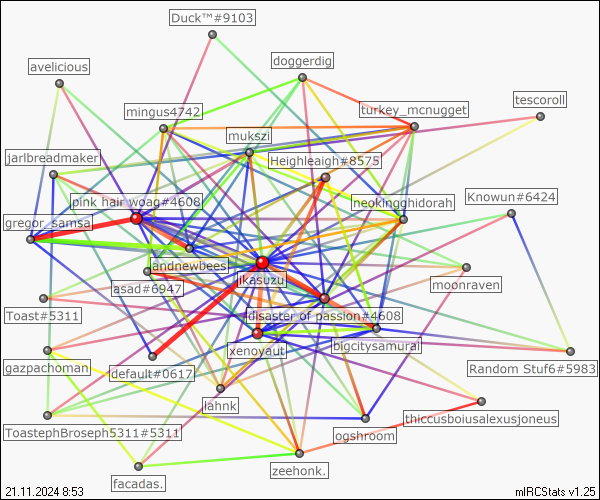 Duck™#9103
avelicious
doggerdig
mingus4742
turkey_mcnugget
tescoroll
mukszi
jarlbreadmaker
Heighleigh#8575
pink hair woag#4608
neokingghidorah
Knowun#6424
gregor_samsa
andnewbees
jikasuzu
moonraven
asad#6947
Toast#5311
disaster of passion#4608
xenoyaut
bigcitysamurai
gazpachoman
default#0617
Random Stuf6#5983
lahnk
thiccusboiusalexusjoneus
ToastephBroseph5311#5311
ogshroom
zeehonk.
facadas.
21.11.2024 8:53
mIRCStats v1.25